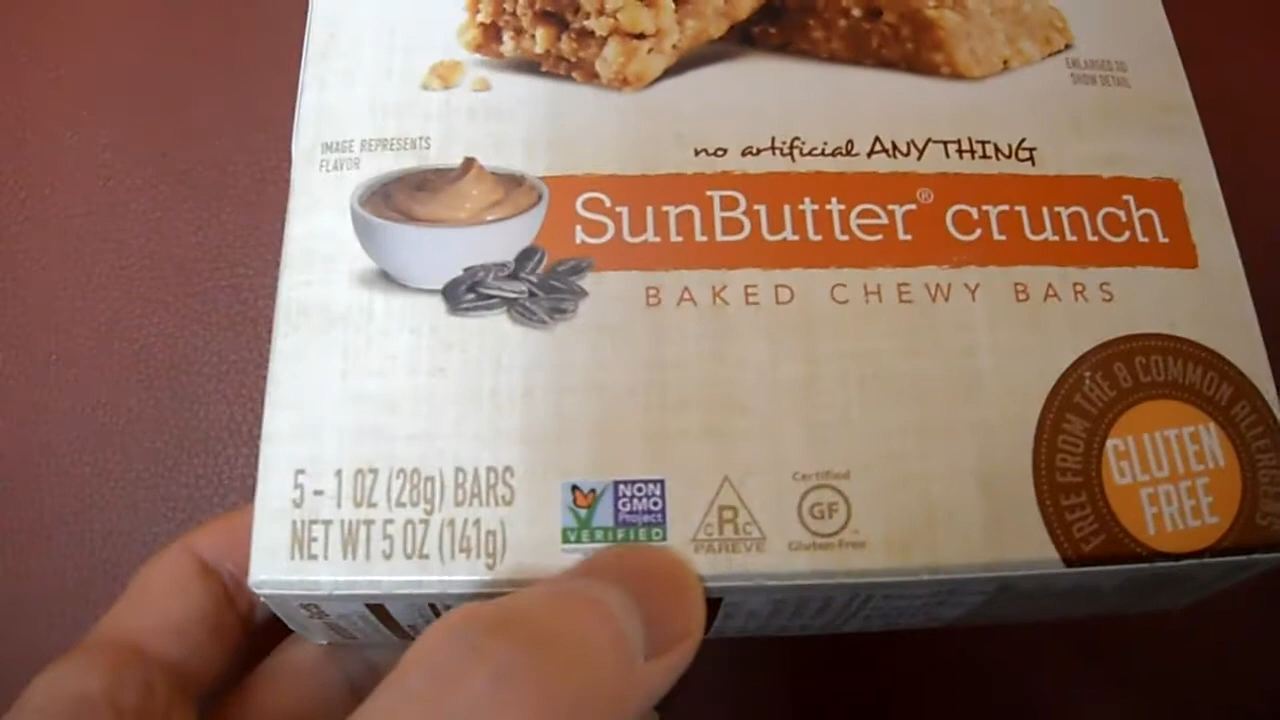 ENLARGED TO
SHOW DETAIL
IMAGE REPRESENTS
FLAVOR
no artificial ANYTHING
SunButter® crunch
BAKED CHEWY BARS
FREE FROM THE 8 COMMON ALLERGENS
GLUTEN
FREE
5 - 1 OZ (28g) BARS
NET WT 5 OZ (141g)
NON
GMO
Project
VERIFIED
cRc
PAREVE
Certified
GF
Gluten-Free